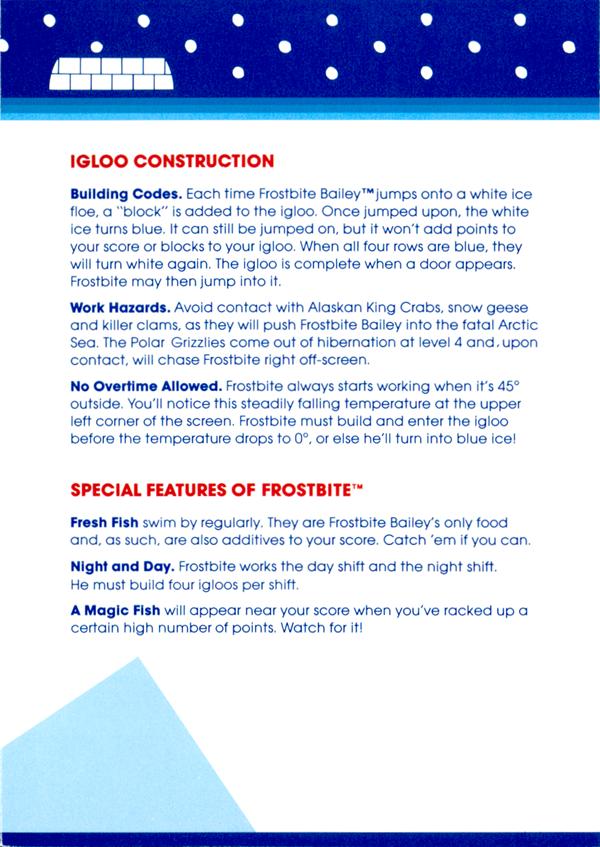 IGLOO CONSTRUCTION
Building Codes. Each time Frostbite Bailey™ jumps onto a white ice
floe, a "block" is added to the igloo. Once jumped upon, the white
ice turns blue. It can still be jumped on, but it won't add points to
your score or blocks to your igloo. When all four rows are blue, they
will turn white again. The igloo is complete when a door appears.
Frostbite may then jump into it.
Work Hazards. Avoid contact with Alaskan King Crabs, snow geese
and killer clams, as they will push Frostbite Bailey into the fatal Arctic
Sea. The Polar Grizzlies come out of hibernation at level 4 and, upon
contact, will chase Frostbite right off-screen.
No Overtime Allowed. Frostbite always starts working when it's 45°
outside. You'll notice this steadily falling temperature at the upper
left corner of the screen. Frostbite must build and enter the igloo
before the temperature drops to 0°, or else he'll turn into blue ice!
SPECIAL FEATURES OF FROSTBITE™
Fresh Fish swim by regularly. They are Frostbite Bailey's only food
and, as such, are also additives to your score. Catch 'em if you can.
Night and Day. Frostbite works the day shift and the night shift.
He must build four igloos per shift.
A Magic Fish will appear near your score when you've racked up a
certain high number of points. Watch for it!